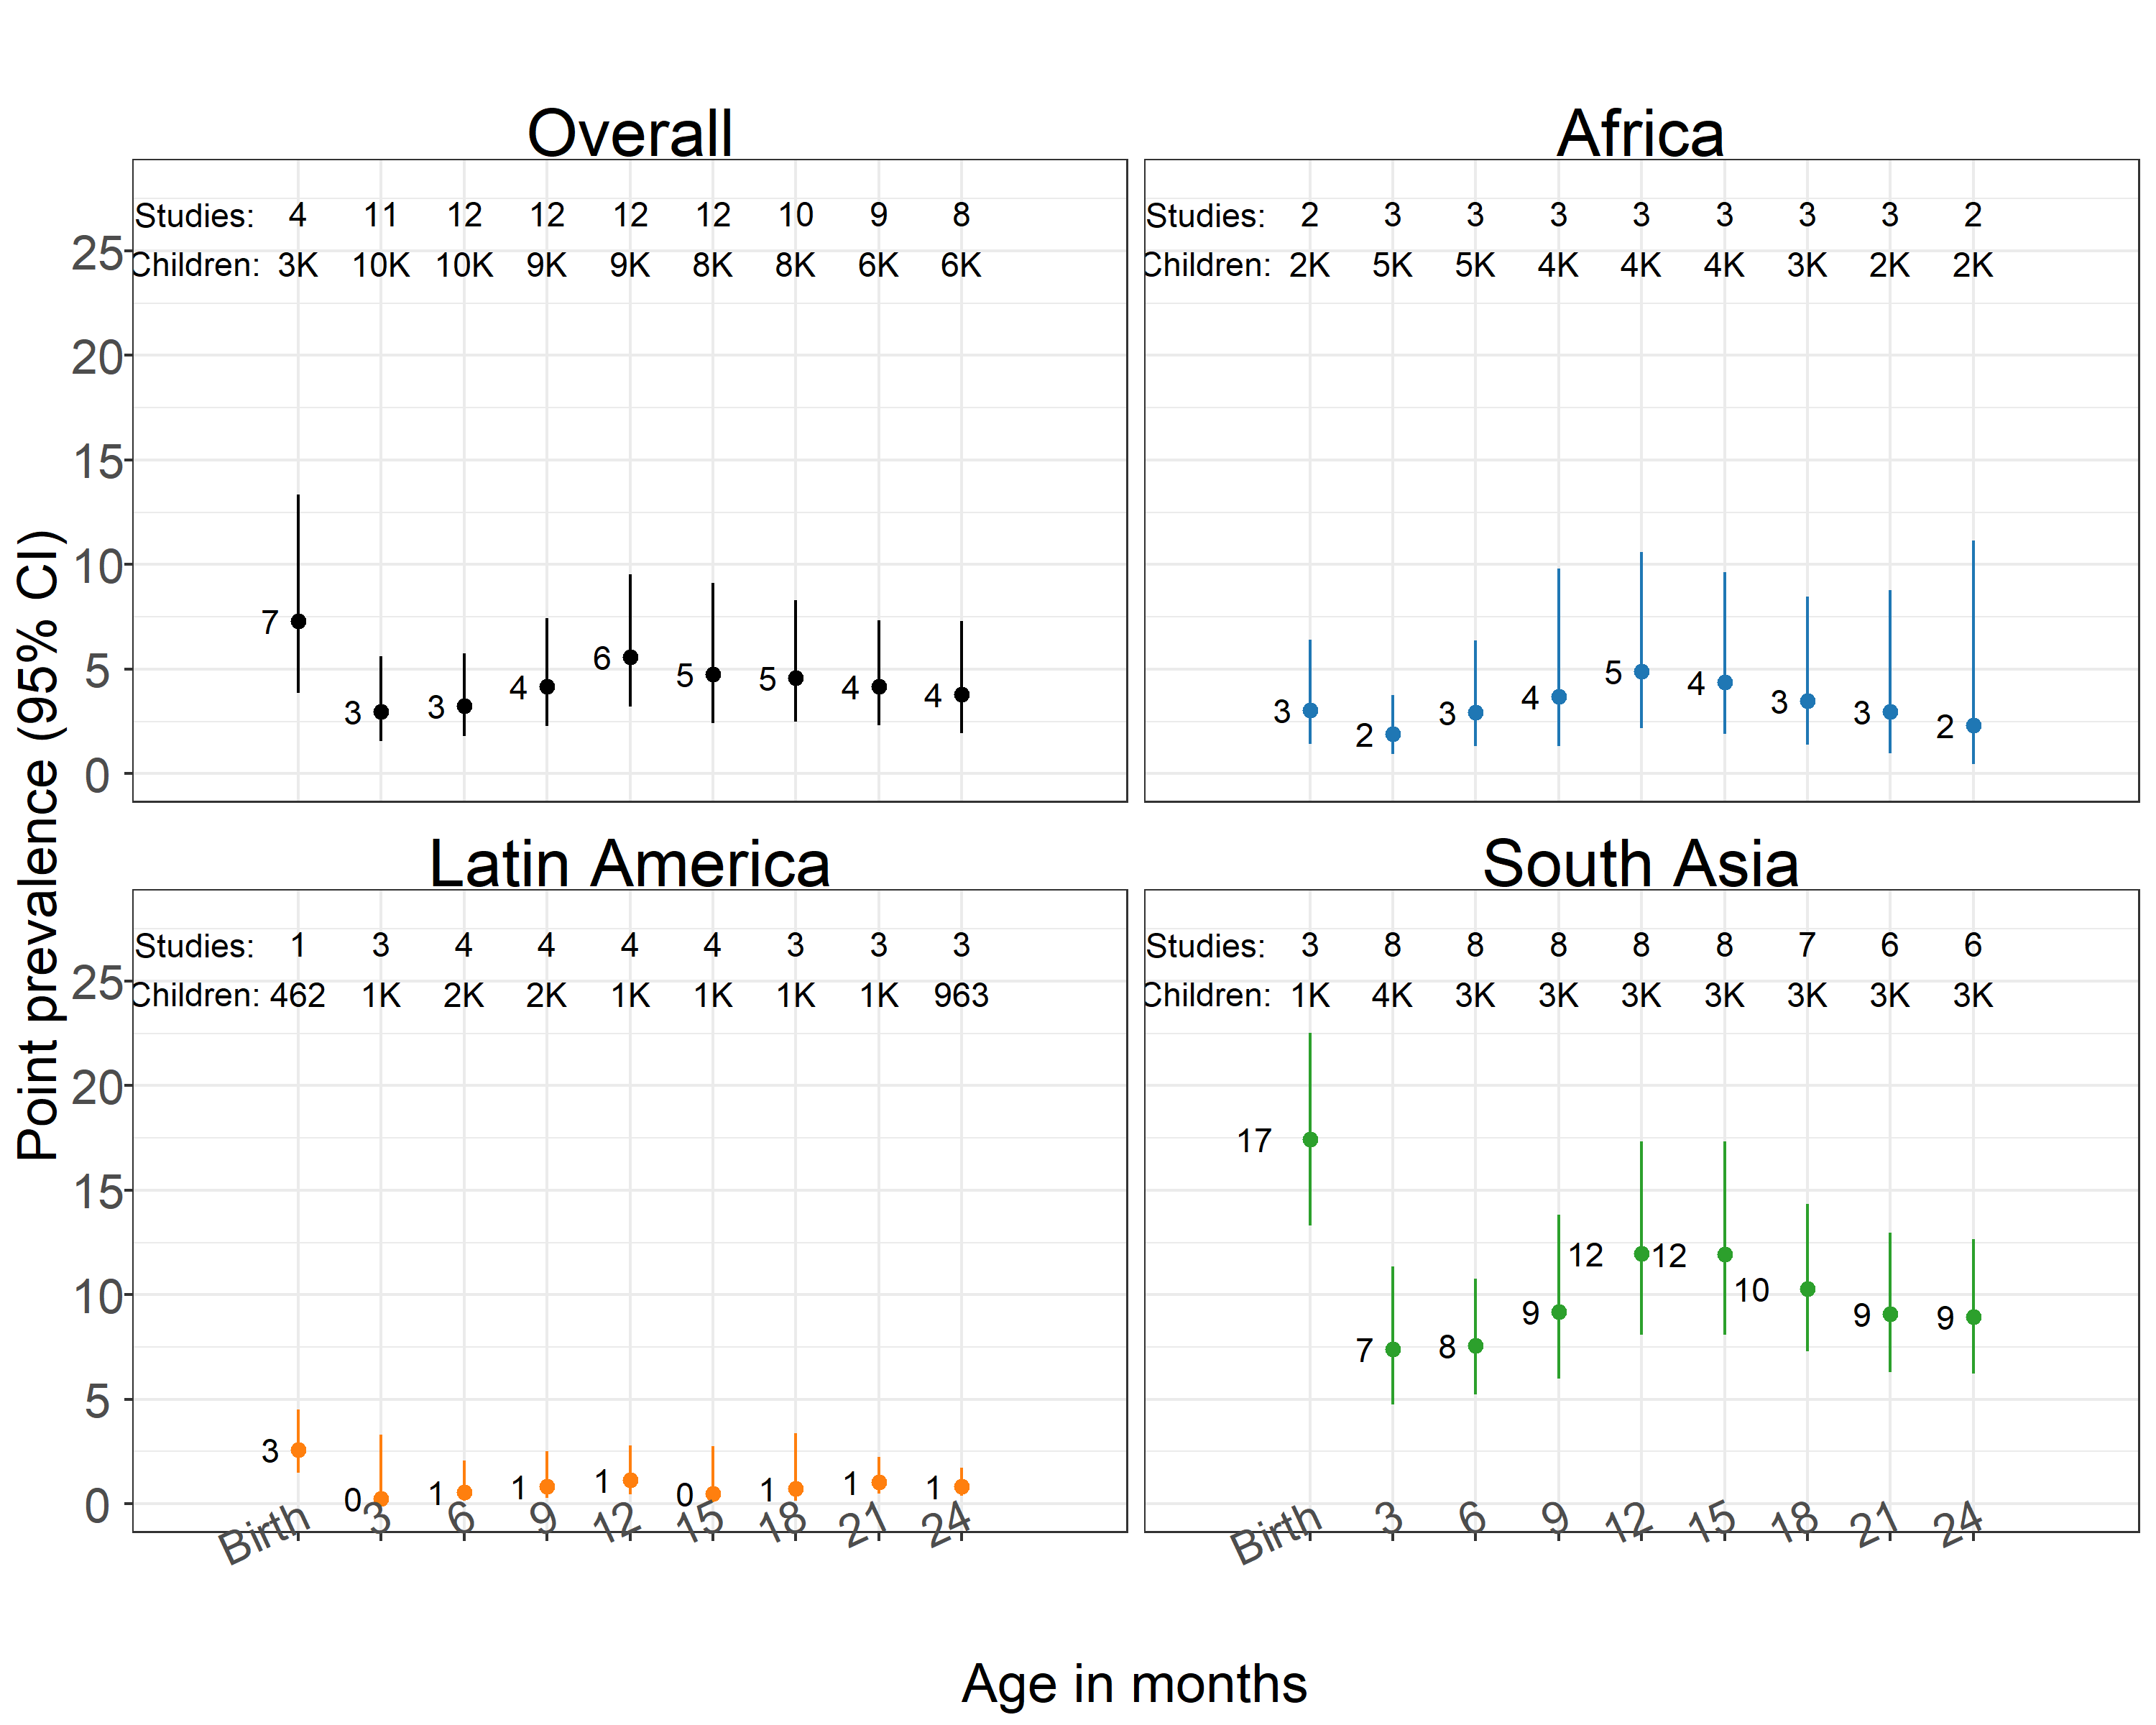 Overall
Studies: 4 11 12 12 12 12 10 9 8
Children: 3K 10K 10K 9K 9K 8K 8K 6K 6K
25
20
15
10
5
0
7 3 3 4 6 5 5 4 4
Africa
Studies: 2 3 3 3 3 3 3 3 2
Children: 2K 5K 5K 4K 4K 4K 3K 2K 2K
3 2 3 4 5 4 3 3 2
Latin America
Studies: 1 3 4 4 4 4 3 3 3
Children: 462 1K 2K 2K 1K 1K 1K 1K 963
25
20
15
10
5
0
3 0 1 1 1 0 1 1 1
Birth 3 6 9 12 15 18 21 24
South Asia
Studies: 3 8 8 8 8 8 7 6 6
Children: 1K 4K 3K 3K 3K 3K 3K 3K 3K
17 7 8 9 12 12 10 9 9
Birth 3 6 9 12 15 18 21 24
Point prevalence (95% CI)
Age in months